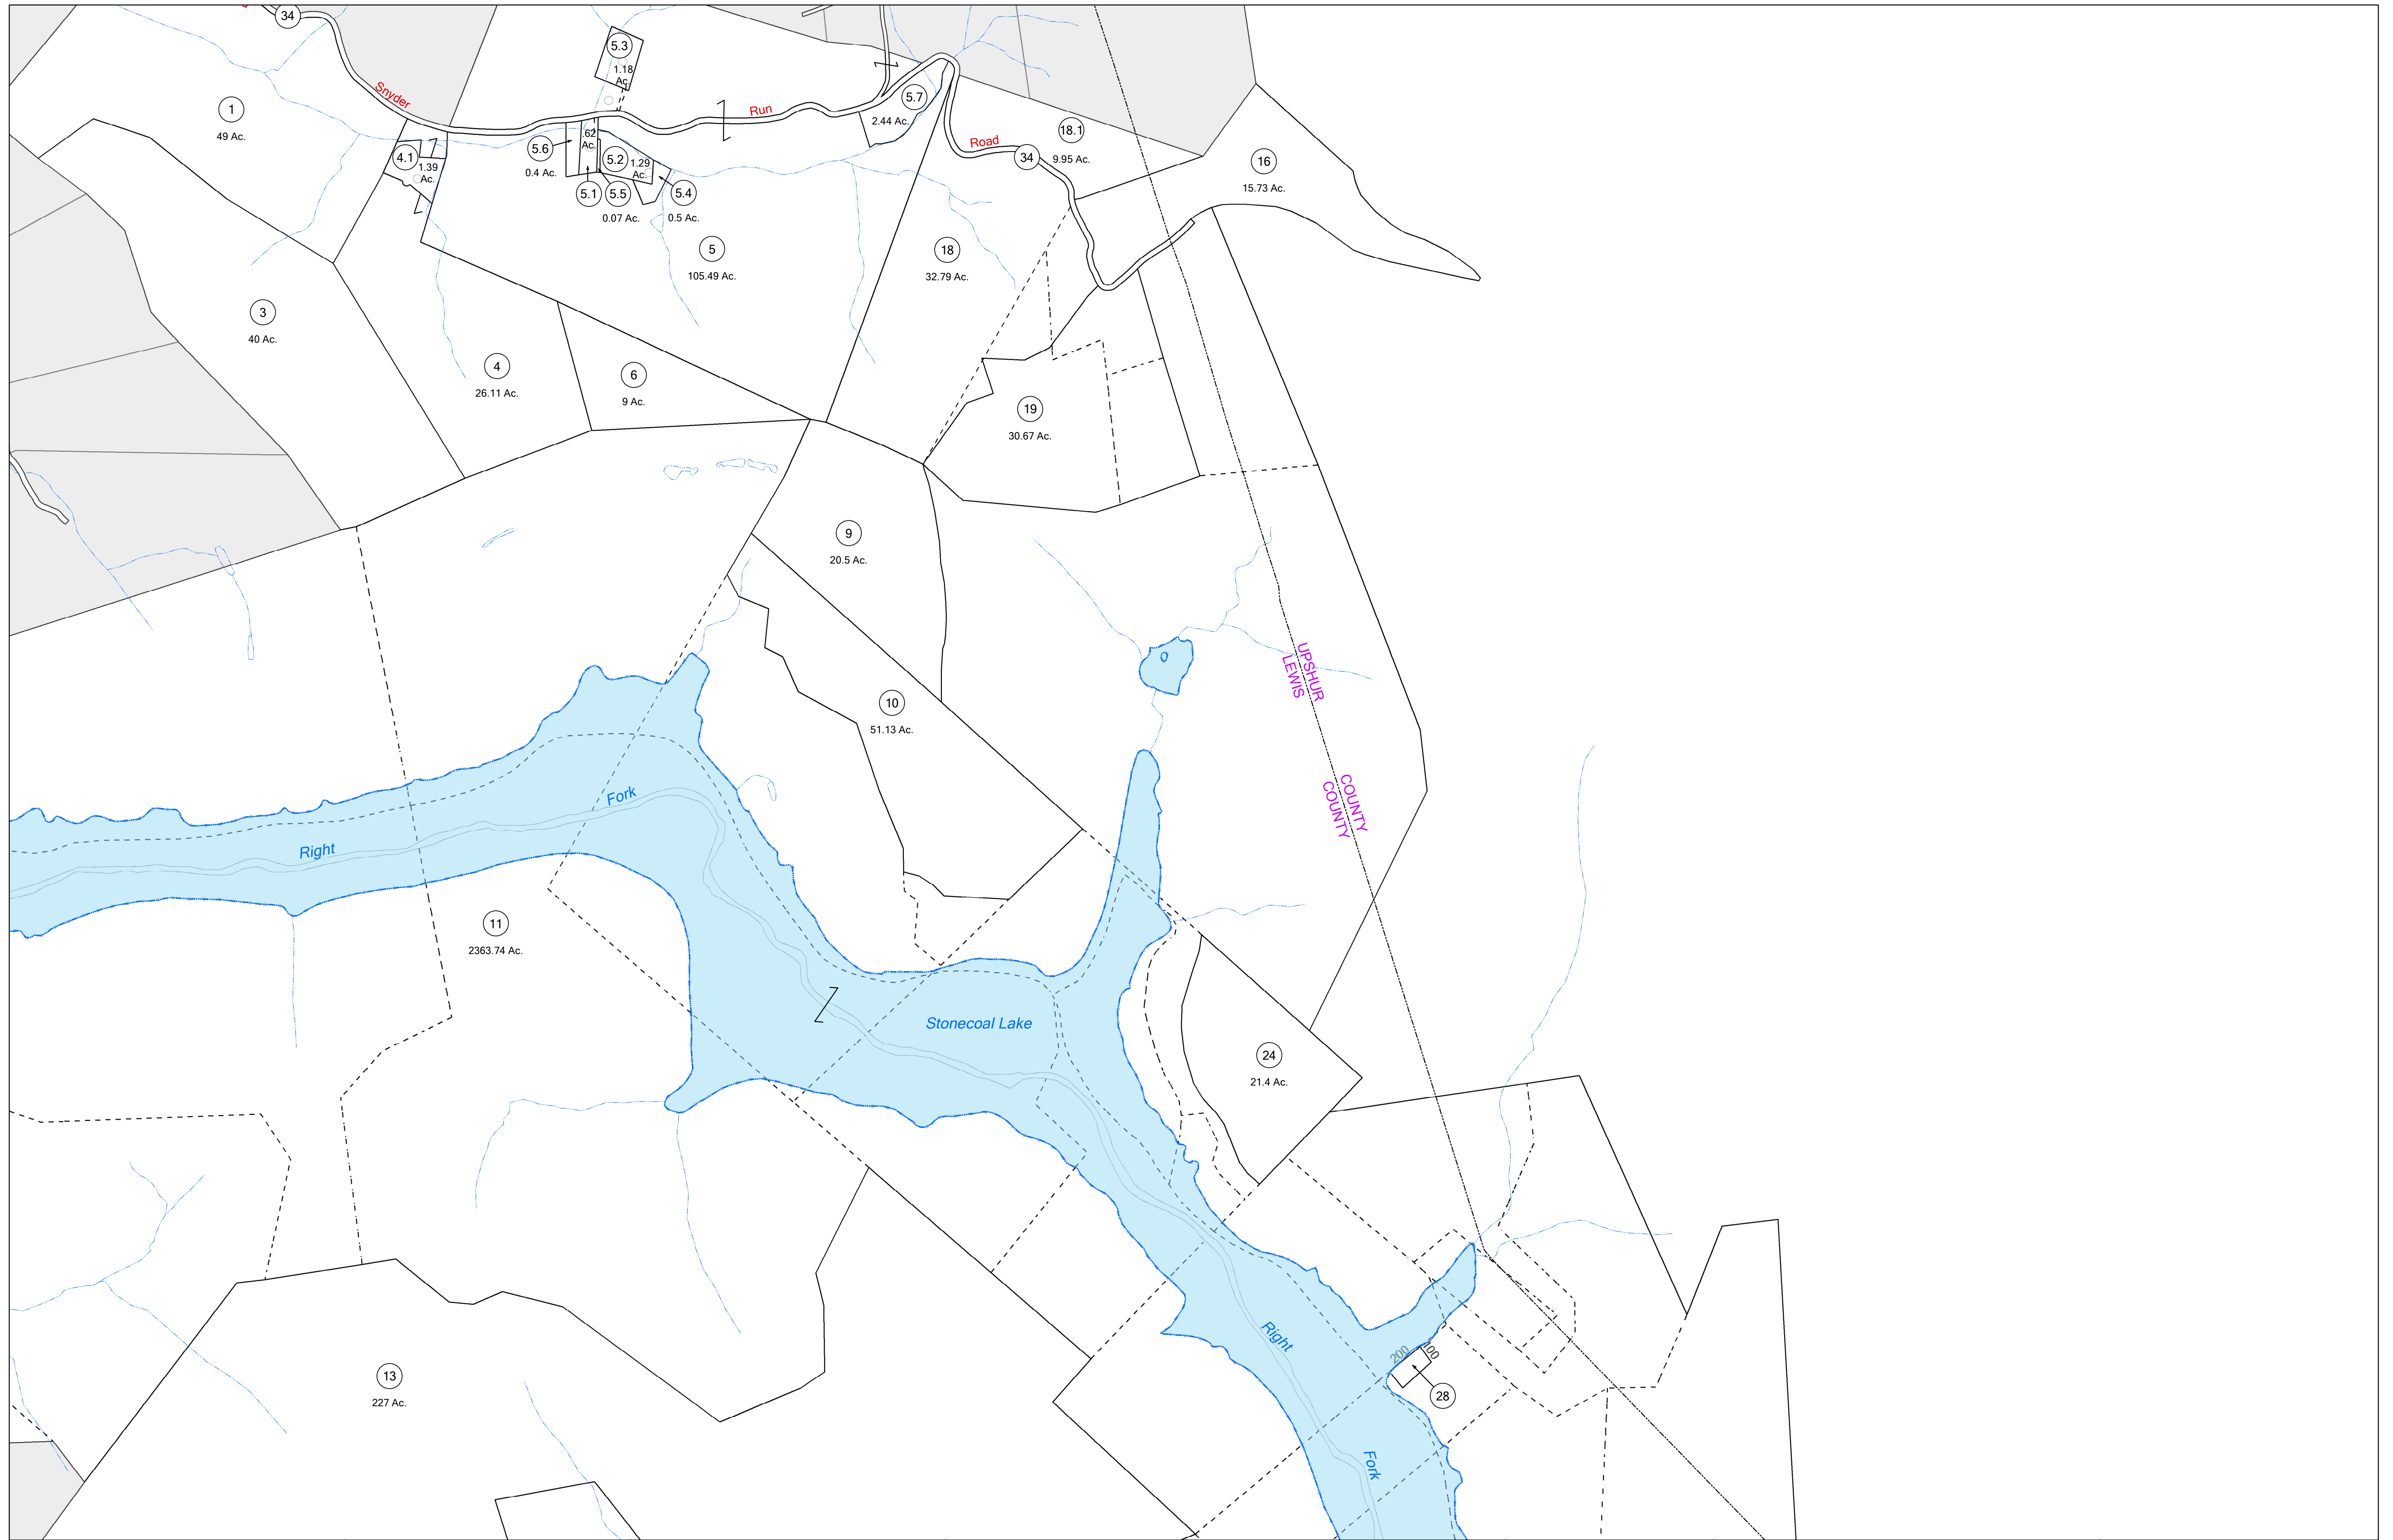 34
5.3
1.18
Ac.
Snyder
1
49 Ac.
Run
5.7
2.44 Ac.
18.1
9.95 Ac.
Road
34
16
15.73 Ac.
.62
Ac.
5.6
0.4 Ac.
5.2
1.29
Ac.
4.1
1.39
Ac.
5.1
5.5
0.07 Ac.
5.4
0.5 Ac.
5
105.49 Ac.
18
32.79 Ac.
3
40 Ac.
4
26.11 Ac.
6
9 Ac.
19
30.67 Ac.
9
20.5 Ac.
10
51.13 Ac.
UPSHUR
LEWIS
COUNTY
COUNTY
Fork
Right
11
2363.74 Ac.
Stonecoal Lake
24
21.4 Ac.
Right
13
227 Ac.
200
100
28
Fork